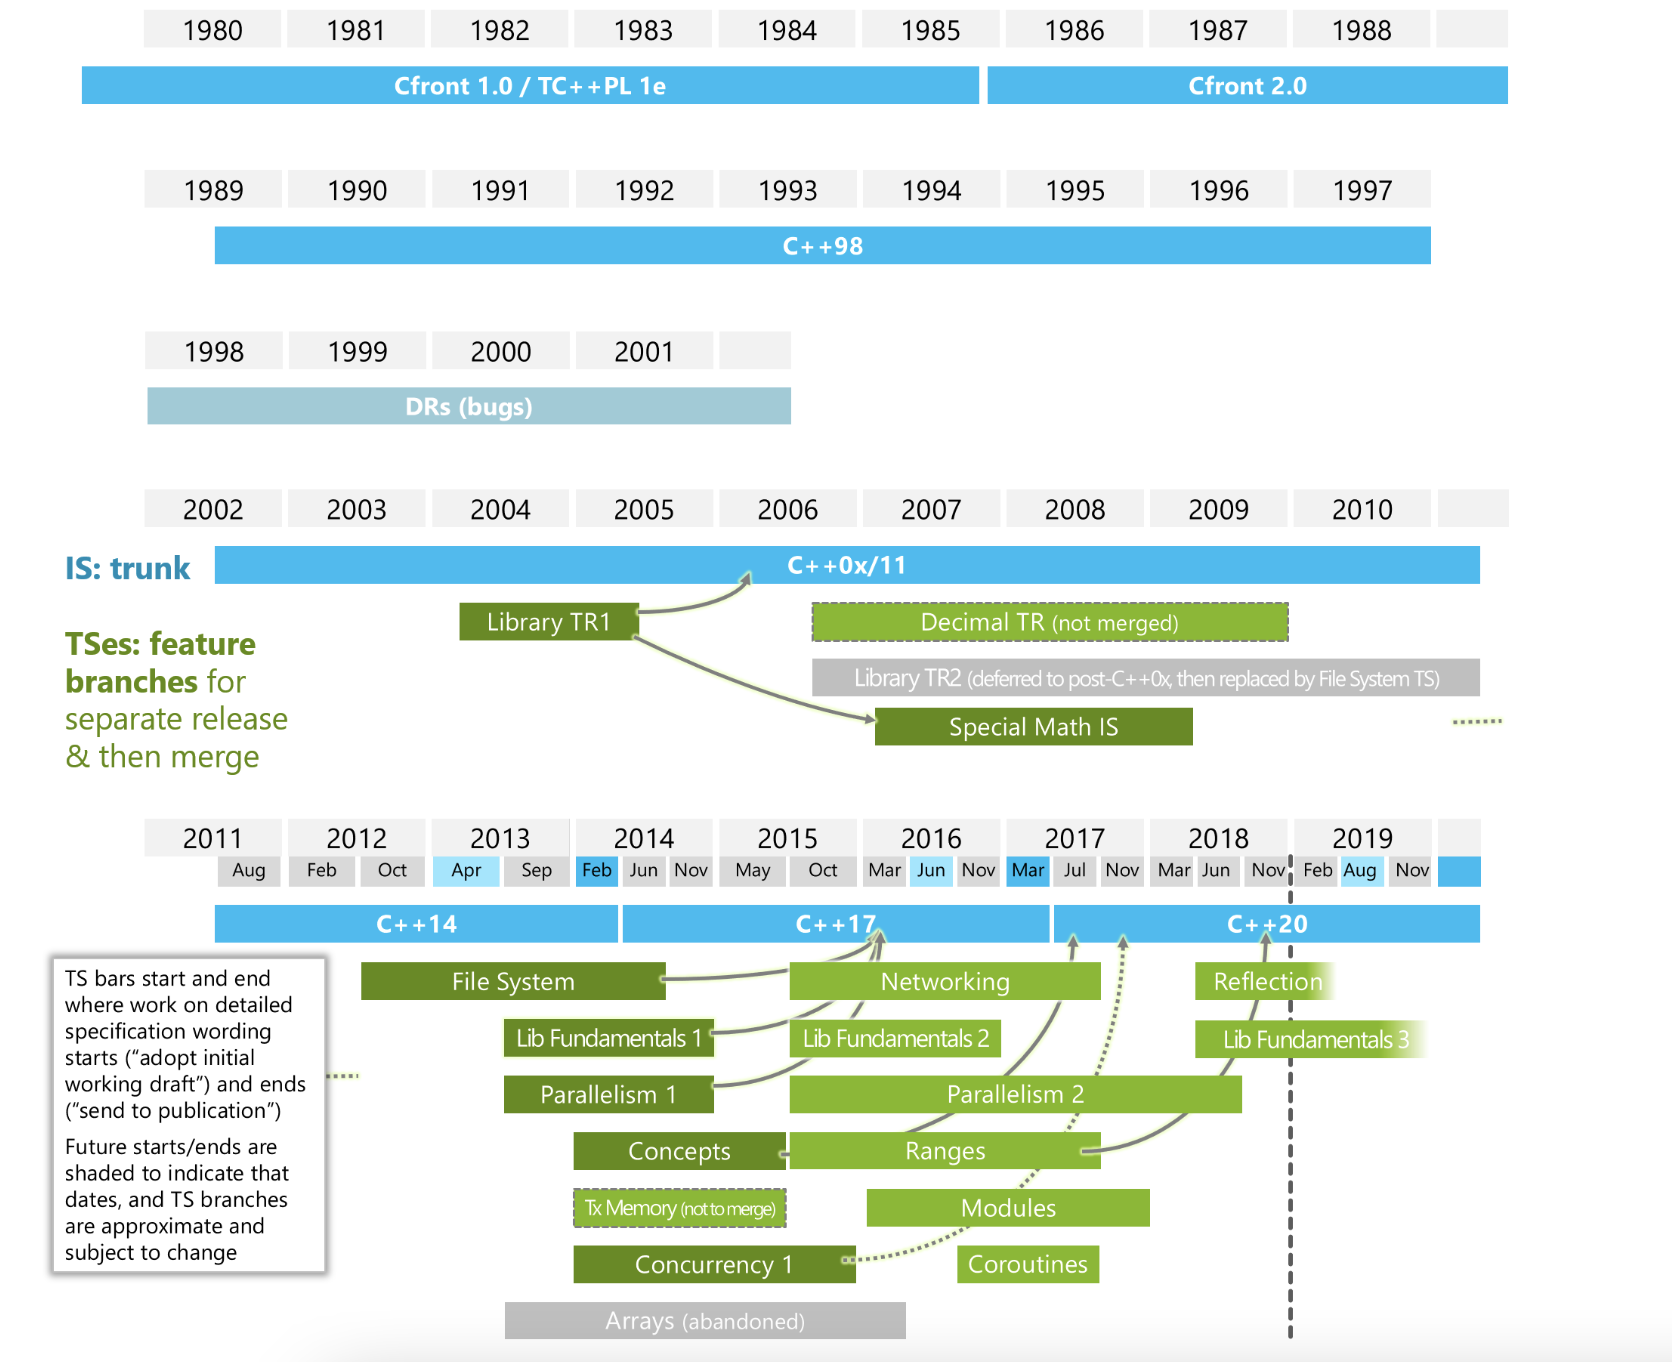 1980 1981 1982 1983 1984 1985 1986 1987 1988
Cfront 1.0 / TC++PL 1e Cfront 2.0
1989 1990 1991 1992 1993 1994 1995 1996 1997
C++98
1998 1999 2000 2001
DRs (bugs)
2002 2003 2004 2005 2006 2007 2008 2009 2010
IS: trunk
C++0x/11
Library TR1
Decimal TR (not merged)
TSes: feature
branches for
separate release
& then merge
Library TR2 (deferred to post-C++0x, then replaced by File System TS)
Special Math IS
2011 2012 2013 2014 2015 2016 2017 2018 2019
Aug Feb Oct Apr Sep Feb Jun Nov May Oct Mar Jun Nov Mar Jul Nov Mar Jun Nov Feb Aug Nov
C++14 C++17 C++20
TS bars start and end
where work on detailed
specification wording
starts (“adopt initial
working draft”) and ends
(“send to publication”)
Future starts/ends are
shaded to indicate that
dates, and TS branches
are approximate and
subject to change
File System Networking Reflection
Lib Fundamentals 1 Lib Fundamentals 2 Lib Fundamentals 3
Parallelism 1 Parallelism 2
Concepts Ranges
Tx Memory (not to merge) Modules
Concurrency 1 Coroutines
Arrays (abandoned)